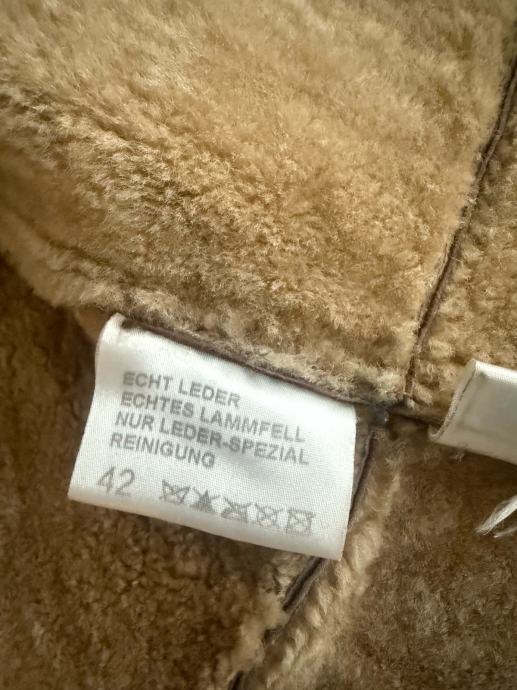 ECHT LEDER
ECHTES LAMMFELL
NUR LEDER-SPEZIAL
REINIGUNG
42